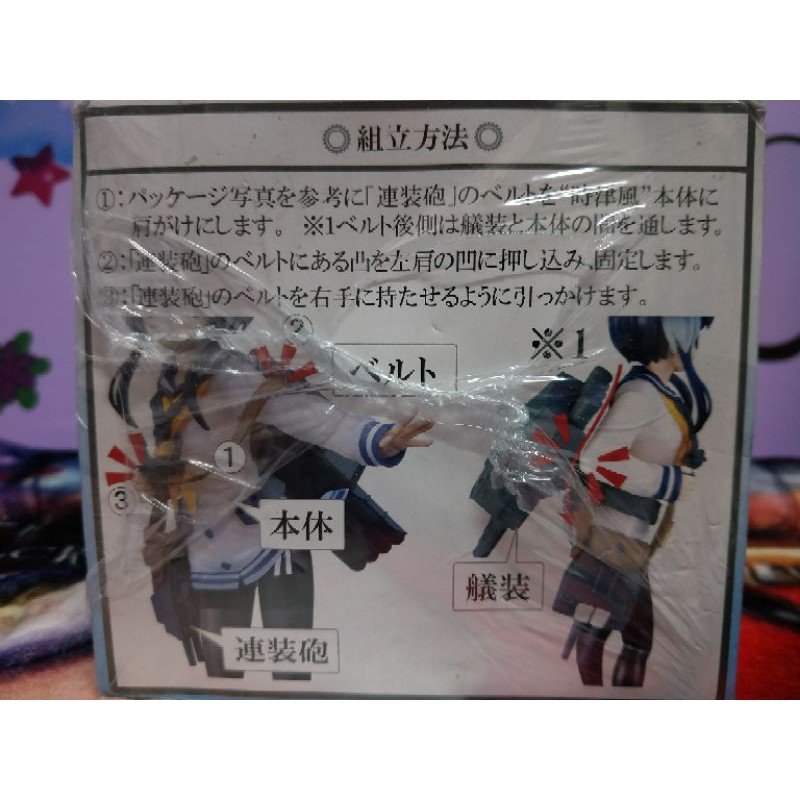 ◎組立方法◎
①:パッケージ写真を参考に「連装砲」のベルトを“時津風”本体に
肩がけにします。 ※1ベルト後側は艤装と本体の間を通します。
②:「連装砲」のベルトにある凸を左肩の凹に押し込み、固定します。
③:「連装砲」のベルトを右手に持たせるように引っかけます。
②
ベルト
※1
①
③
本体
艤装
連装砲